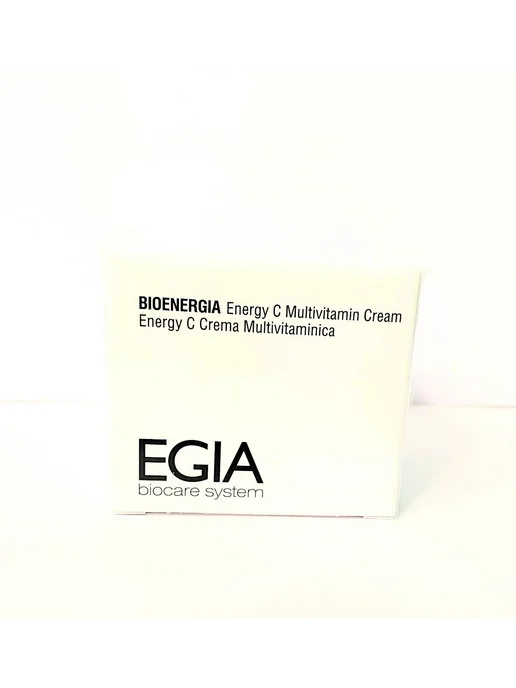 BIOENERGIA Energy C Multivitamin Cream
Energy C Crema Multivitaminica
EGIA
biocare system